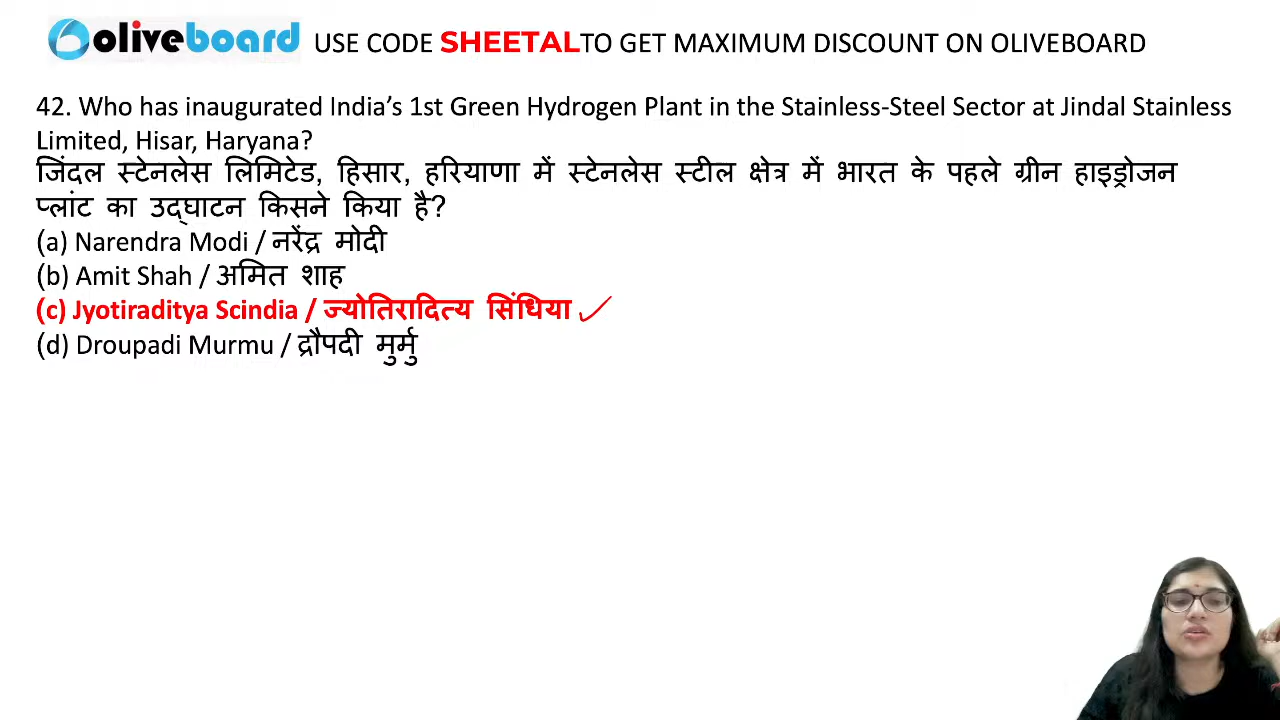 oliveboard USE CODE SHEETAL TO GET MAXIMUM DISCOUNT ON OLIVEBOARD
42. Who has inaugurated India’s 1st Green Hydrogen Plant in the Stainless-Steel Sector at Jindal Stainless
Limited, Hisar, Haryana?
जिंदल स्टेनलेस लिमिटेड, हिसार, हरियाणा में स्टेनलेस स्टील क्षेत्र में भारत के पहले ग्रीन हाइड्रोजन
प्लांट का उद्घाटन किसने किया है?
(a) Narendra Modi / नरेंद्र मोदी
(b) Amit Shah / अमित शाह
(c) Jyotiraditya Scindia / ज्योतिरादित्य सिंधिया
(d) Droupadi Murmu / द्रौपदी मुर्मु